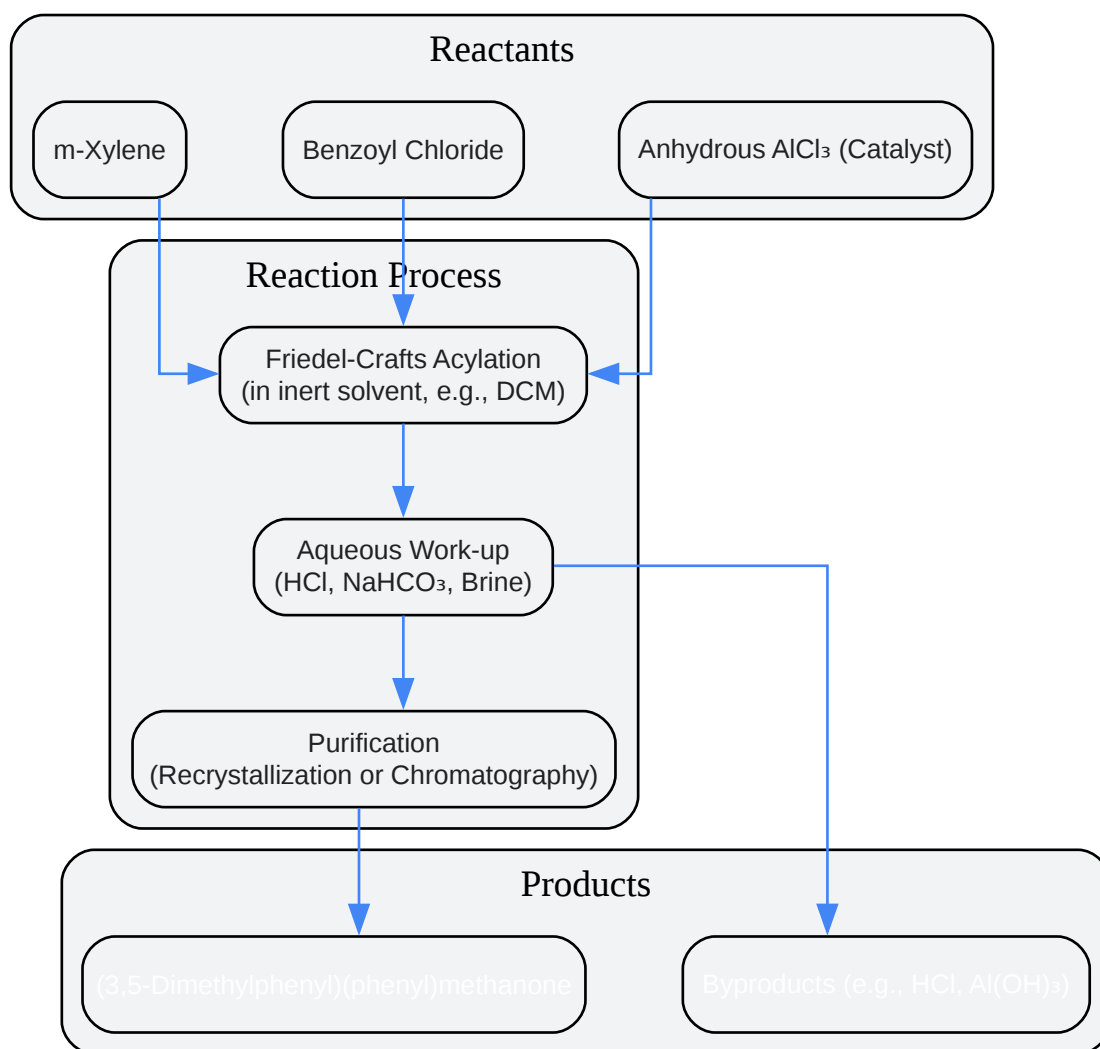 Reactants
m-Xylene
Benzoyl Chloride
Anhydrous AlCl₃ (Catalyst)
Reaction Process
Friedel-Crafts Acylation
(in inert solvent, e.g., DCM)
Aqueous Work-up
(HCl, NaHCO₃, Brine)
Purification
(Recrystallization or Chromatography)
Products
(3,5-Dimethylphenyl)(phenyl)methanone
Byproducts (e.g., HCl, Al(OH)₃)